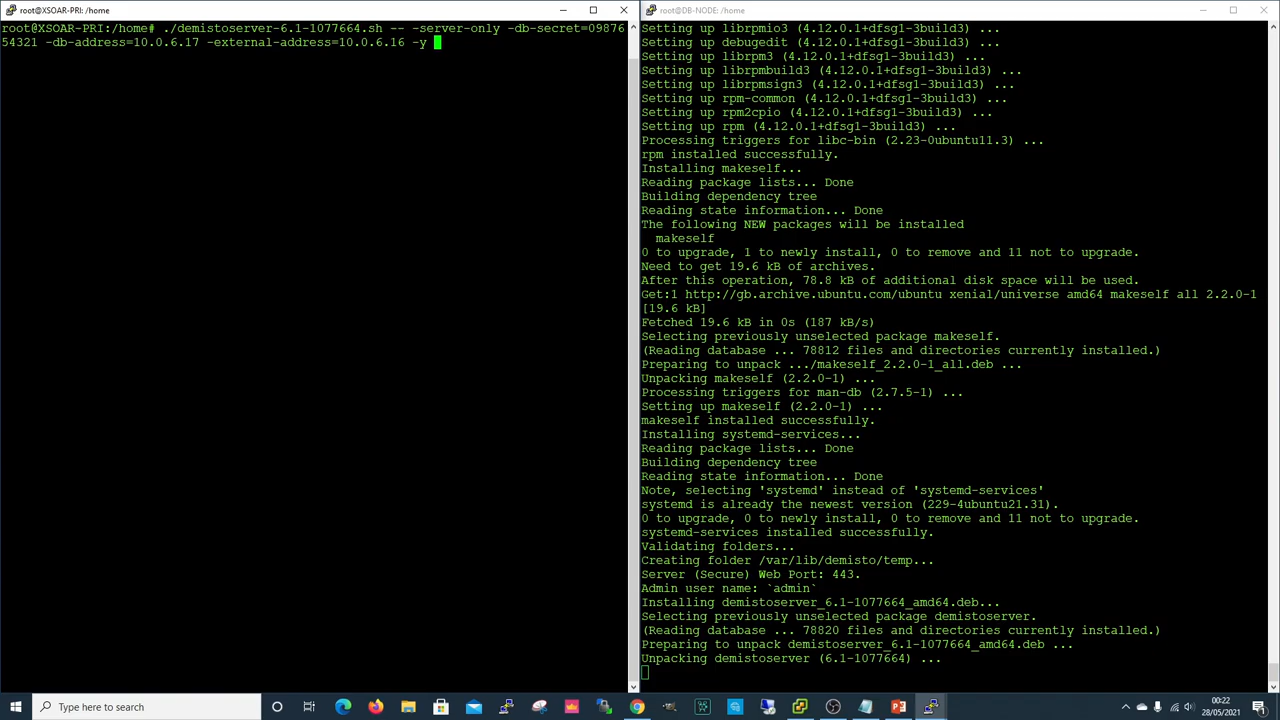 root@XSOAR-PRI: /home
root@XSOAR-PRI:/home# ./demistoserver-6.1-1077664.sh -- -server-only -db-secret=09876
54321 -db-address=10.0.6.17 -external-address=10.0.6.16 -y
root@DB-NODE: /home
Setting up librpmio3 (4.12.0.1+dfsg1-3build3) ...
Setting up debugedit (4.12.0.1+dfsg1-3build3) ...
Setting up librpm3 (4.12.0.1+dfsg1-3build3) ...
Setting up librpmbuild3 (4.12.0.1+dfsg1-3build3) ...
Setting up librpmsign3 (4.12.0.1+dfsg1-3build3) ...
Setting up rpm-common (4.12.0.1+dfsg1-3build3) ...
Setting up rpm2cpio (4.12.0.1+dfsg1-3build3) ...
Setting up rpm (4.12.0.1+dfsg1-3build3) ...
Processing triggers for libc-bin (2.23-0ubuntu11.3) ...
rpm installed successfully.
Installing makeself...
Reading package lists... Done
Building dependency tree
Reading state information... Done
The following NEW packages will be installed
makeself
0 to upgrade, 1 to newly install, 0 to remove and 11 not to upgrade.
Need to get 19.6 kB of archives.
After this operation, 78.8 kB of additional disk space will be used.
Get:1 http://gb.archive.ubuntu.com/ubuntu xenial/universe amd64 makeself all 2.2.0-1
[19.6 kB]
Fetched 19.6 kB in 0s (187 kB/s)
Selecting previously unselected package makeself.
(Reading database ... 78812 files and directories currently installed.)
Preparing to unpack .../makeself_2.2.0-1_all.deb ...
Unpacking makeself (2.2.0-1) ...
Processing triggers for man-db (2.7.5-1) ...
Setting up makeself (2.2.0-1) ...
makeself installed successfully.
Installing systemd-services...
Reading package lists... Done
Building dependency tree
Reading state information... Done
Note, selecting 'systemd' instead of 'systemd-services'
systemd is already the newest version (229-4ubuntu21.31).
0 to upgrade, 0 to newly install, 0 to remove and 11 not to upgrade.
systemd-services installed successfully.
Validating folders...
Creating folder /var/lib/demisto/temp...
Server (Secure) Web Port: 443.
Admin user name: `admin`
Installing demistoserver_6.1-1077664_amd64.deb...
Selecting previously unselected package demistoserver.
(Reading database ... 78820 files and directories currently installed.)
Preparing to unpack demistoserver_6.1-1077664_amd64.deb ...
Unpacking demistoserver (6.1-1077664) ...
Type here to search
00:22
28/05/2021